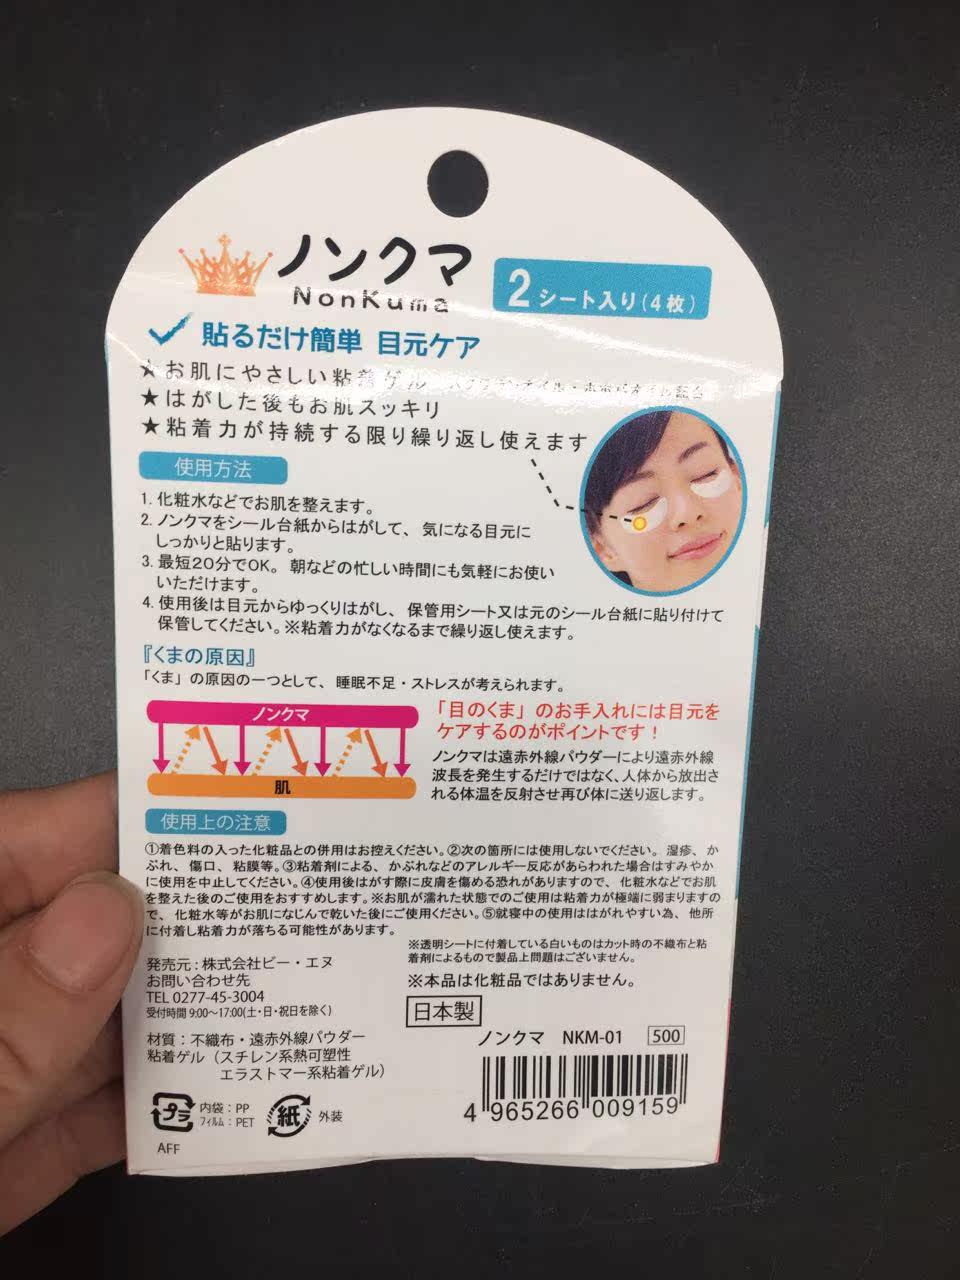 ノンクマ
NonKuma
2シート入り(4枚)
貼るだけ簡単 目元ケア
★お肌にやさしい粘着ゲル
★はがした後もお肌スッキリ
★粘着力が持続する限り繰り返し使えます
使用方法
1. 化粧水などでお肌を整えます。
2. ノンクマをシール台紙からはがして、気になる目元に
しっかりと貼ります。
3. 最短20分でOK。朝などの忙しい時間にも気軽にお使い
いただけます。
4. 使用後は目元からゆっくりはがし、保管用シート又は元のシール台紙に貼り付けて
保管してください。※粘着力がなくなるまで繰り返し使えます。
『くまの原因』
「くま」の原因の一つとして、睡眠不足・ストレスが考えられます。
ノンクマ
肌
「目のくま」のお手入れには目元を
ケアするのがポイントです！
ノンクマは遠赤外線パウダーにより遠赤外線
波長を発生するだけではなく、人体から放出さ
れる体温を反射させ再び体に送り返します。
使用上の注意
①着色料の入った化粧品との併用はお控えください。②次の箇所には使用しないでください。湿疹、か
ぶれ、傷口、粘膜等。③粘着剤による、かぶれなどのアレルギー反応があらわれた場合はすみやか
に使用を中止してください。④使用後はがす際に皮膚を傷める恐れがありますので、化粧水などでお肌
を整えた後のご使用をおすすめします。※お肌が濡れた状態でのご使用は粘着力が極端に弱まりますの
で、化粧水等がお肌になじんで乾いた後にご使用ください。⑤就寝中の使用ははがれやすい為、他所
に付着し粘着力が落ちる可能性があります。
※透明シートに付着している白いものはカット時の不織布と粘
着剤によるもので製品上問題はございません。
発売元：株式会社ビー・エヌ
お問い合わせ先
TEL 0277-45-3004
受付時間 9:00〜17:00(土・日・祝日を除く)
※本品は化粧品ではありません。
日本製
材質：不織布・遠赤外線パウダー
粘着ゲル（スチレン系熱可塑性
エラストマー系粘着ゲル）
ノンクマ NKM-01 500
4 965266 009159
プラ
内袋：PP
フィルム：PET
紙
外装
AFF